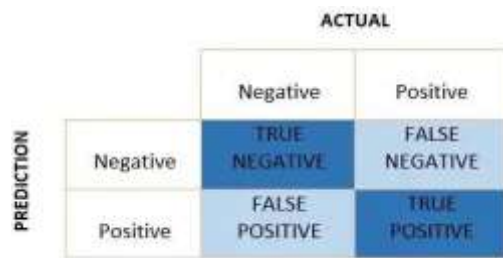 ACTUAL
Negative Positive
PREDICTION
Negative
TRUE
NEGATIVE
FALSE
NEGATIVE
Positive
FALSE
POSITIVE
TRUE
POSITIVE